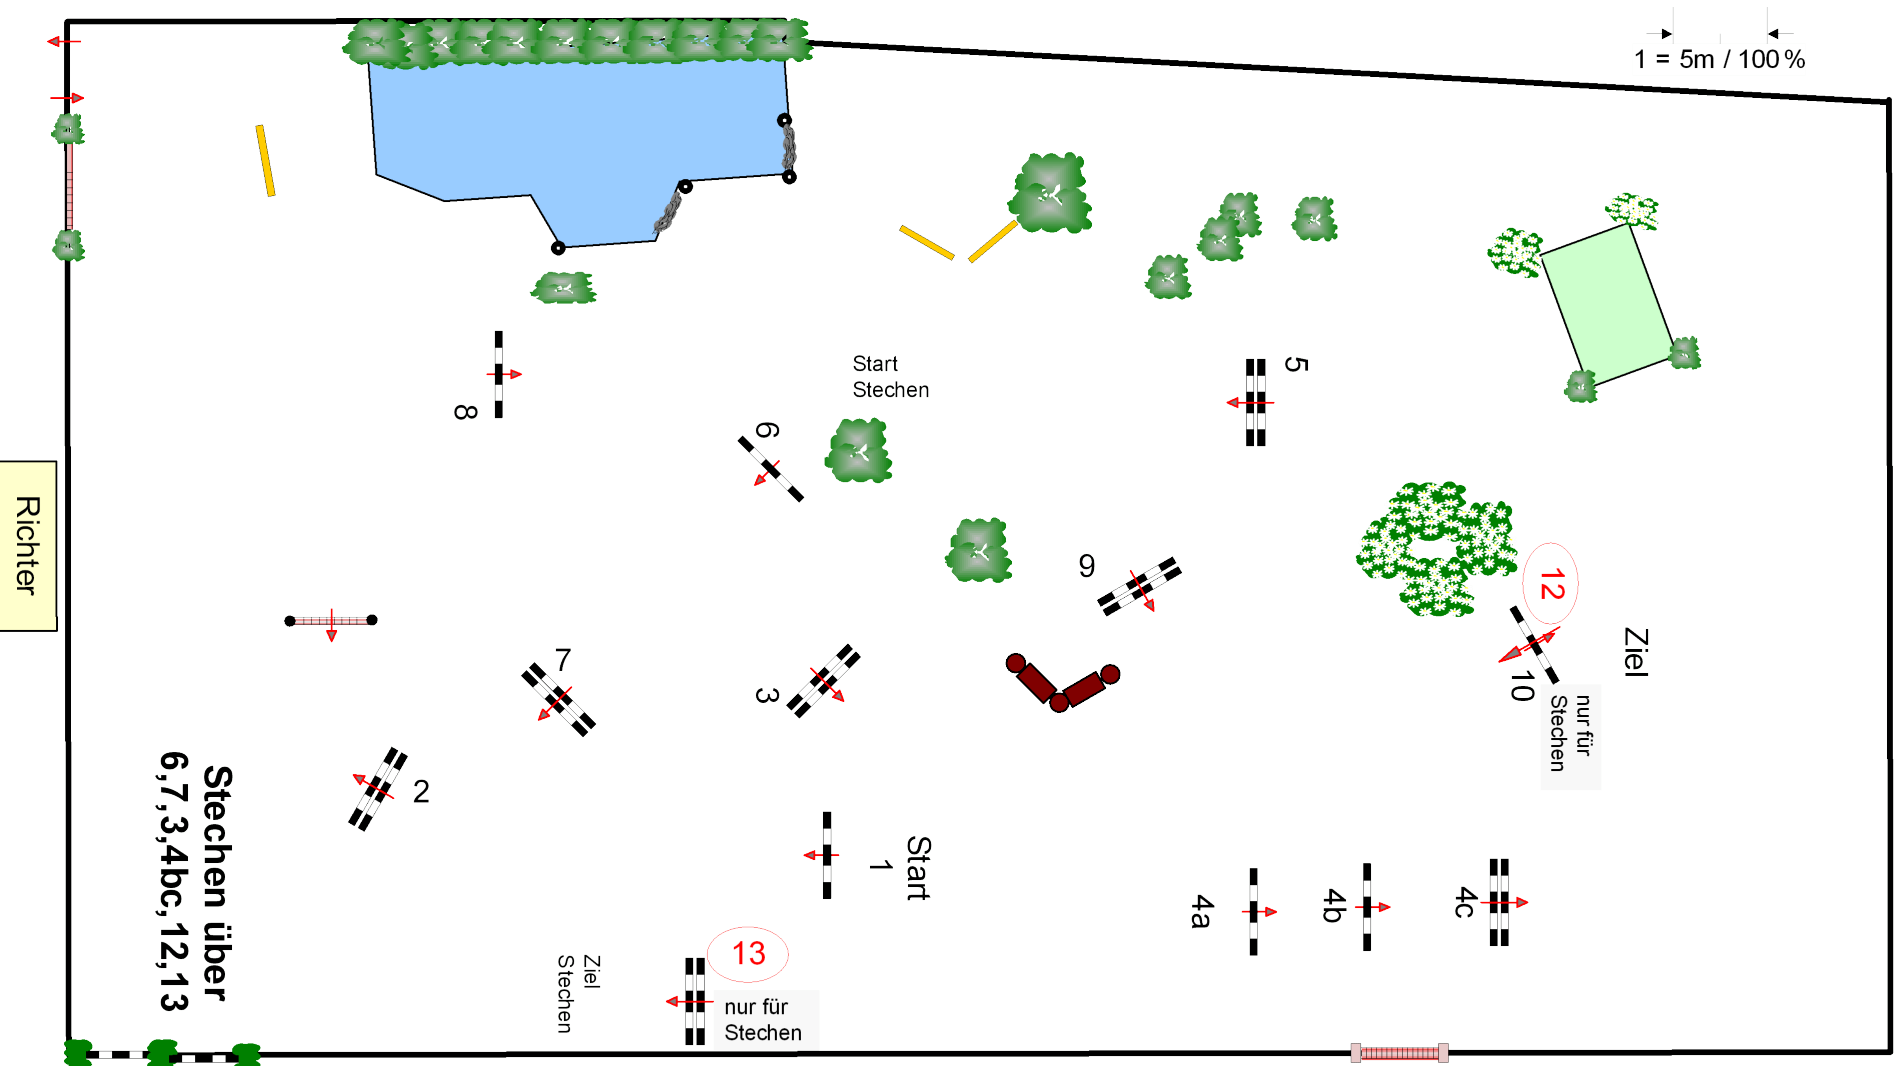 1 = 5m / 100 %
Start
Stechen
5
8
6
Richter
9
12
Ziel
7
3
10
nur für
Stechen
2
Stechen über
6,7,3,4bc,12,13
1
Start
4a
4b
4c
13
Ziel
Stechen
nur für
Stechen